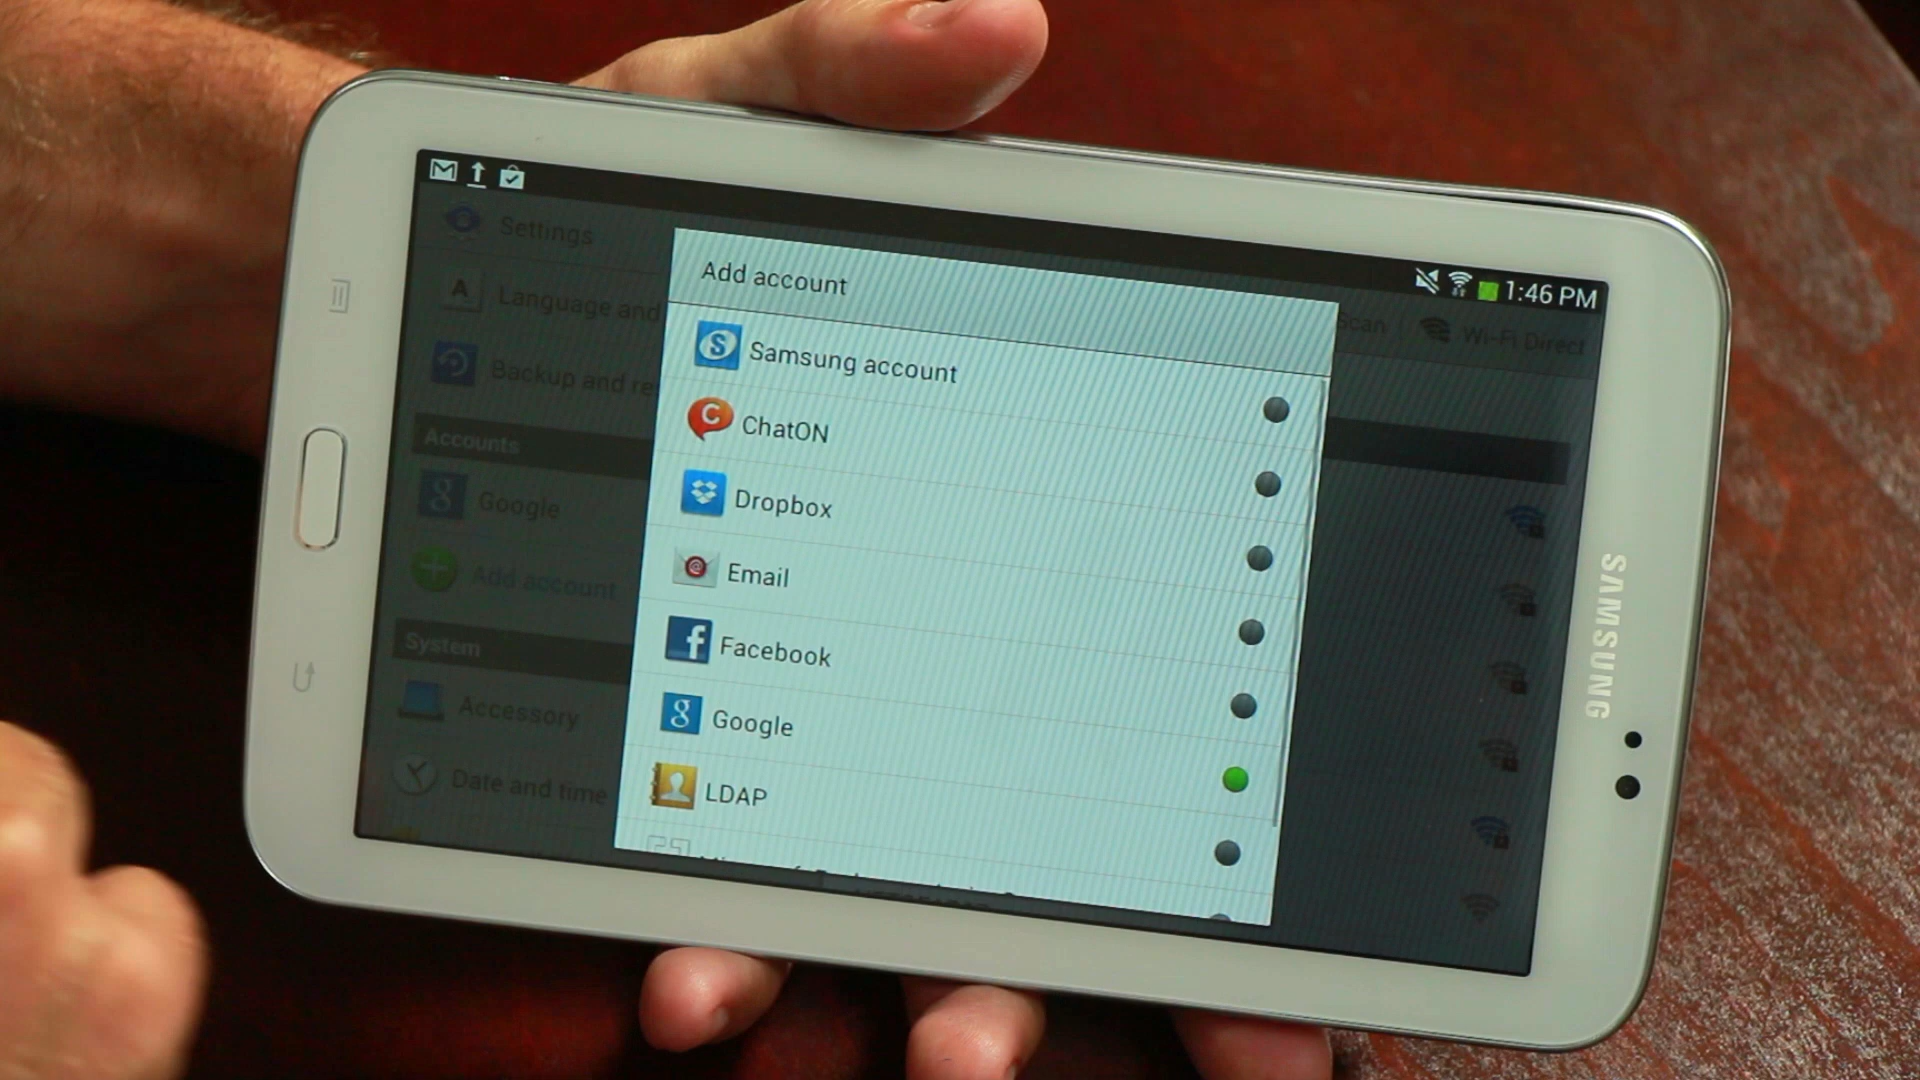 1:46 PM
Settings
Language and
Backup and re
Accounts
Google
Add account
System
Accessory
Date and time
Scan
Wi-Fi Direct
Add account
Samsung account
ChatON
Dropbox
Email
Facebook
Google
LDAP
SAMSUNG